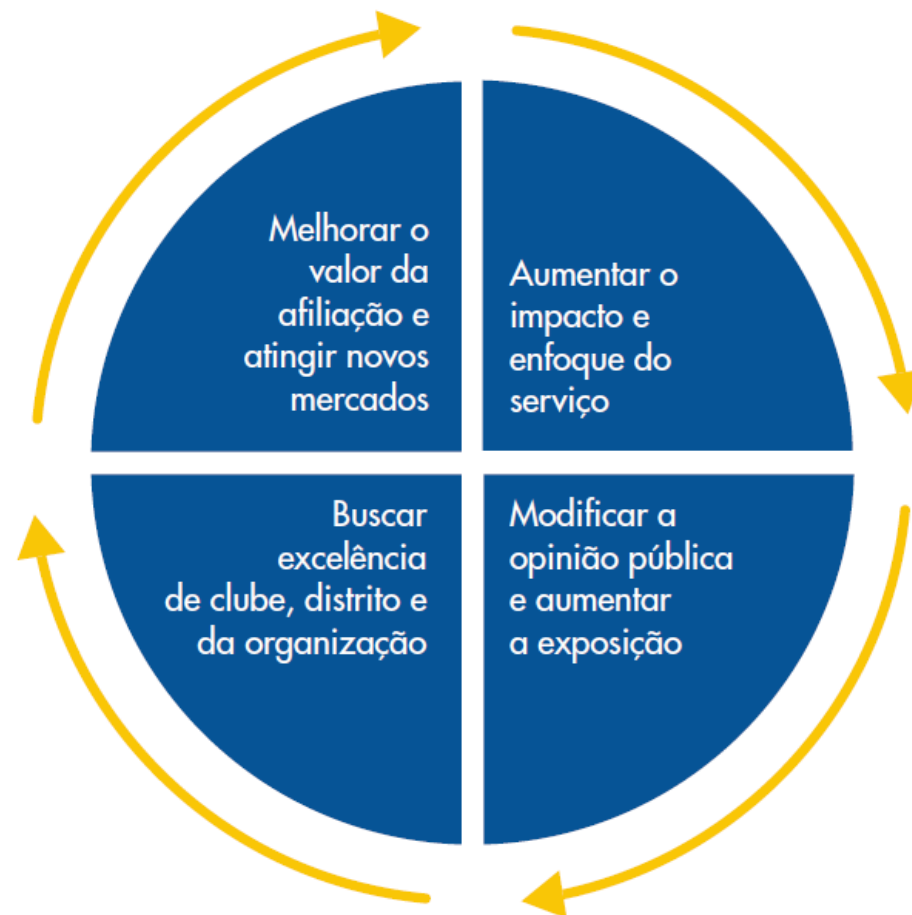 Melhorar o
valor da
afiliação e
atingir novos
mercados
Aumentar o
impacto e
enfoque do
serviço
Buscar
excelência
de clube, distrito e
da organização
Modificar a
opinião pública
e aumentar
a exposição